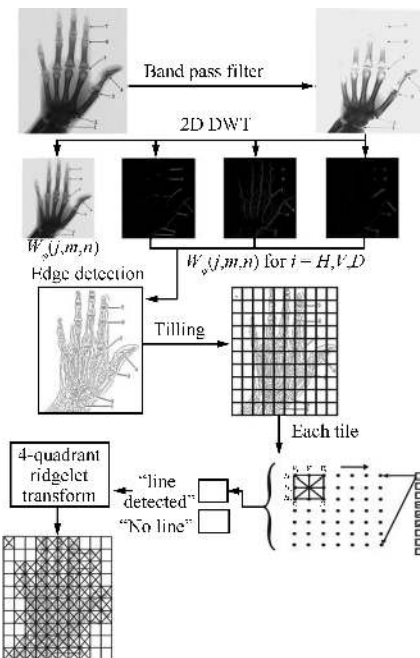 Band pass filter
2D DWT
W_φ(j,m,n)
W_ψ(j,m,n) for i = H,V,D
Edge detection
Tilling
Each tile
4-quadrant
ridgelet
transform
“line
detected”
“No line”